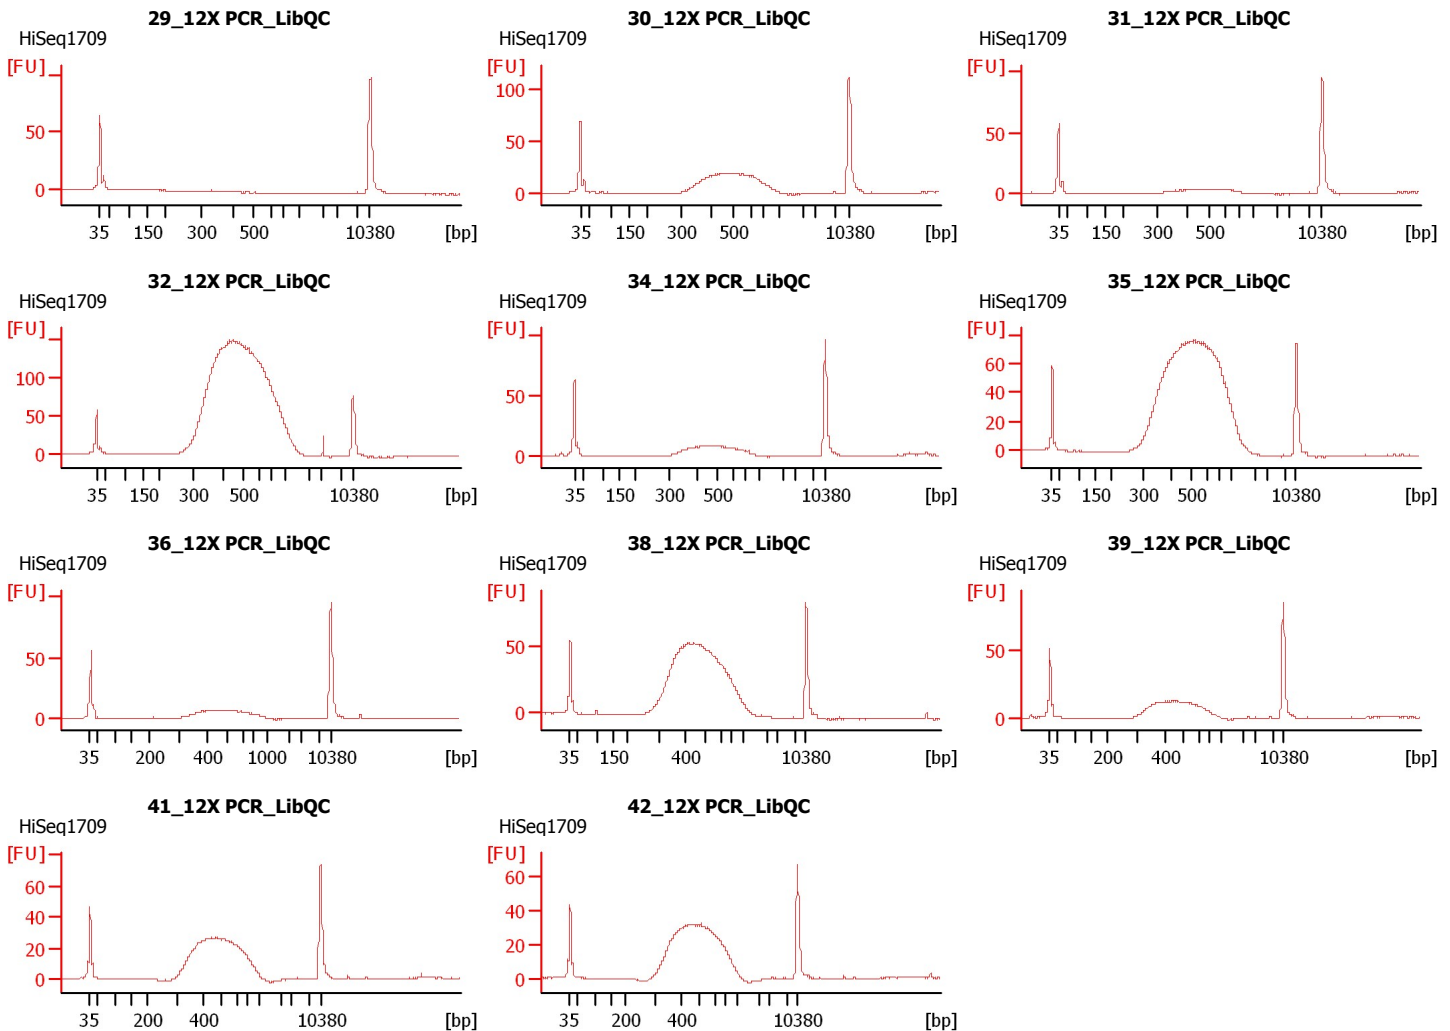 29_12X PCR_LibQC
HiSeq1709
[FU]
50
0
35 150 300 500 10380 [bp]
30_12X PCR_LibQC
HiSeq1709
[FU]
100
50
0
35 150 300 500 10380 [bp]
31_12X PCR_LibQC
HiSeq1709
[FU]
50
0
35 150 300 500 10380 [bp]
32_12X PCR_LibQC
HiSeq1709
[FU]
100
50
0
35 150 300 500 10380 [bp]
34_12X PCR_LibQC
HiSeq1709
[FU]
50
0
35 150 300 500 10380 [bp]
35_12X PCR_LibQC
HiSeq1709
[FU]
60
40
20
0
35 150 300 500 10380 [bp]
36_12X PCR_LibQC
HiSeq1709
[FU]
50
0
35 200 400 1000 10380 [bp]
38_12X PCR_LibQC
HiSeq1709
[FU]
50
0
35 150 400 10380 [bp]
39_12X PCR_LibQC
HiSeq1709
[FU]
50
0
35 200 400 10380 [bp]
41_12X PCR_LibQC
HiSeq1709
[FU]
60
40
20
0
35 200 400 10380 [bp]
42_12X PCR_LibQC
HiSeq1709
[FU]
60
40
20
0
35 200 400 10380 [bp]